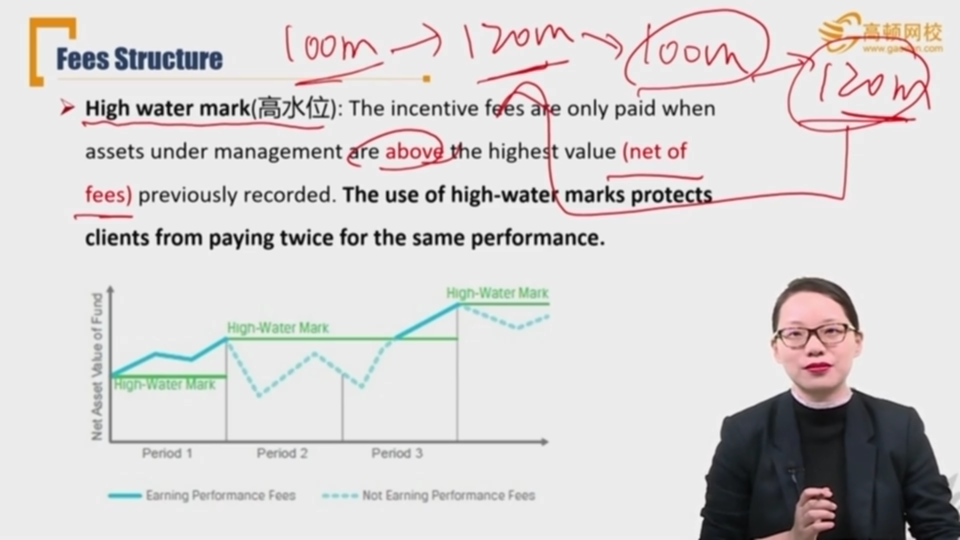 100m → 120m → 100m → 120m
高顿网校
www.gaodun.com
Fees Structure
High water mark(高水位): The incentive fees are only paid when
assets under management are above the highest value (net of
fees) previously recorded. The use of high-water marks protects
clients from paying twice for the same performance.
Net Asset Value of Fund
High-Water Mark
High-Water Mark
High-Water Mark
Period 1
Period 2
Period 3
Earning Performance Fees
Not Earning Performance Fees